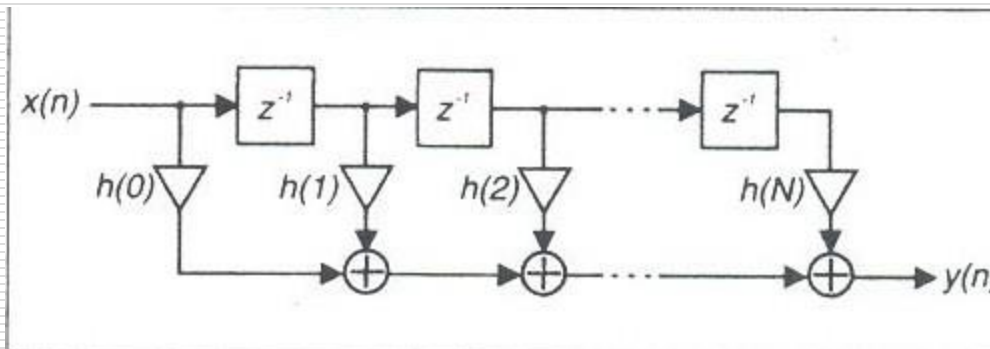 x(n) z⁻¹ z⁻¹ z⁻¹
h(0) h(1) h(2) h(N)
y(n)